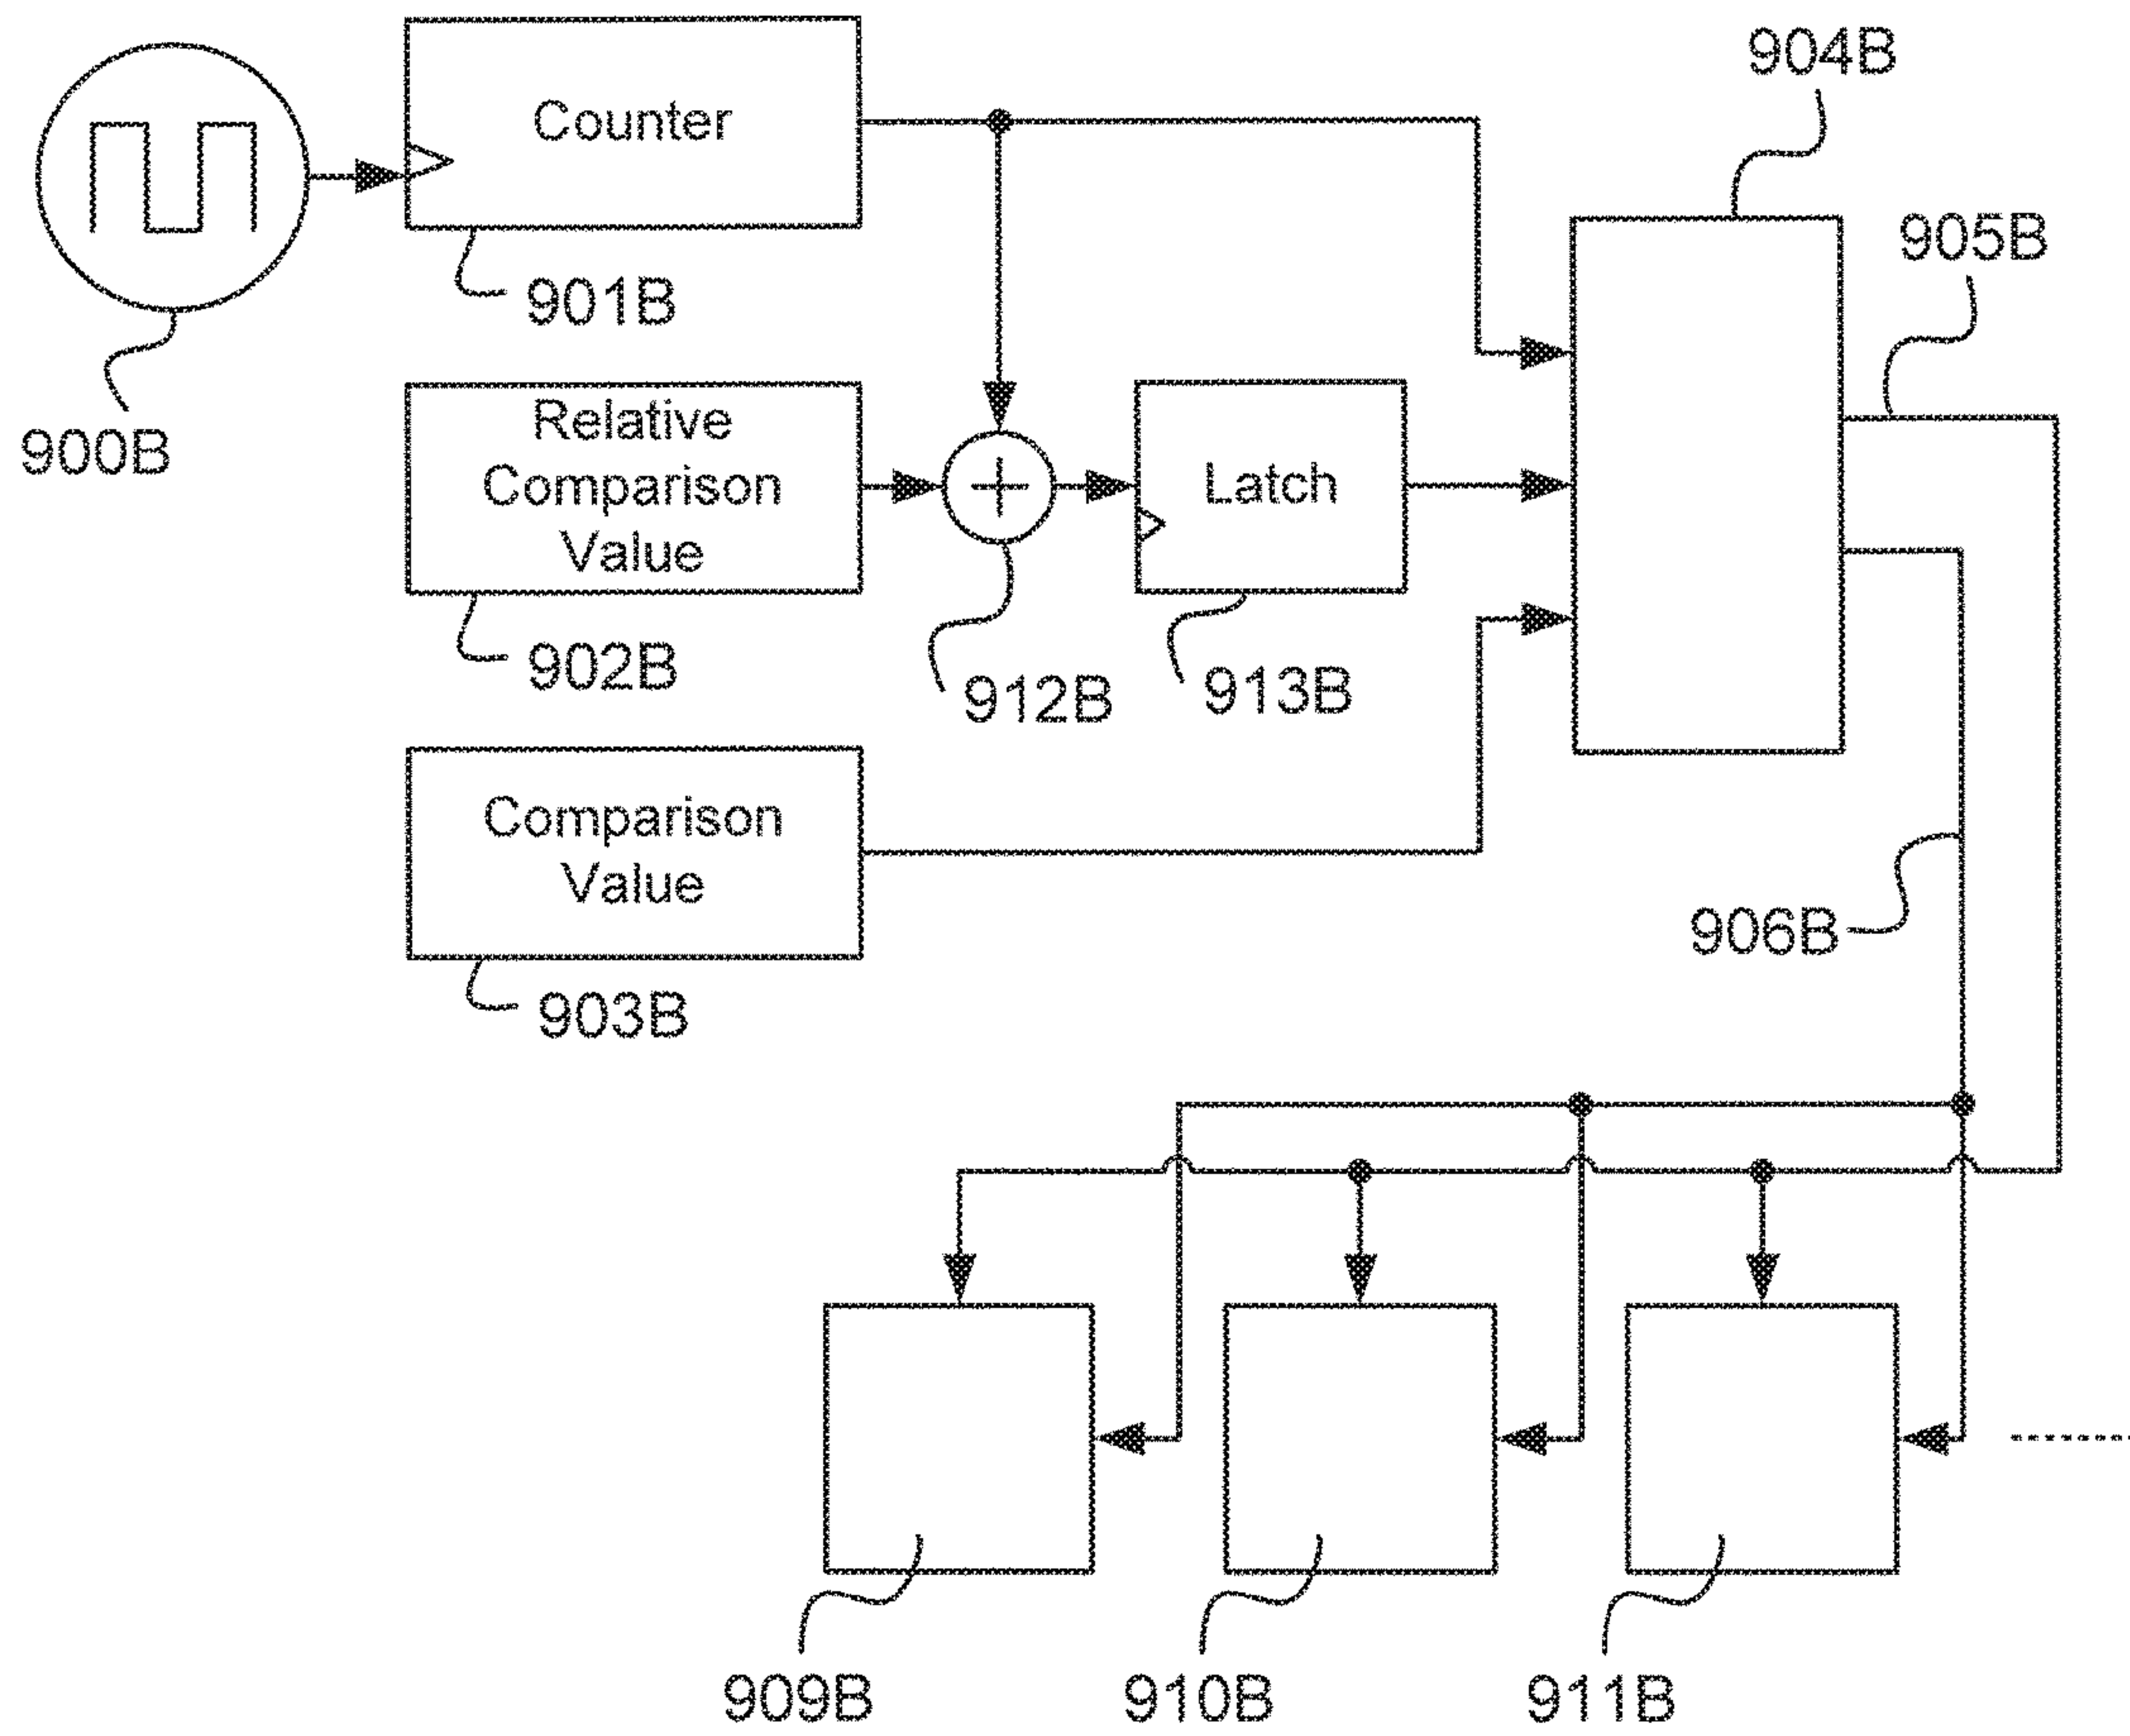 904B
Counter
905B
901B
Relative
Comparison
Value
900B
Latch
902B
912B
913B
Comparison
Value
906B
903B
909B
910B
911B